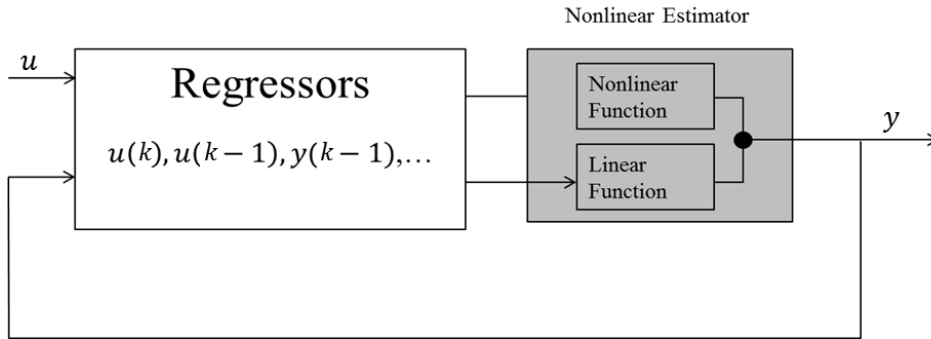 Nonlinear Estimator
u
Regressors
u(k), u(k − 1), y(k − 1),…
Nonlinear
Function
Linear
Function
y